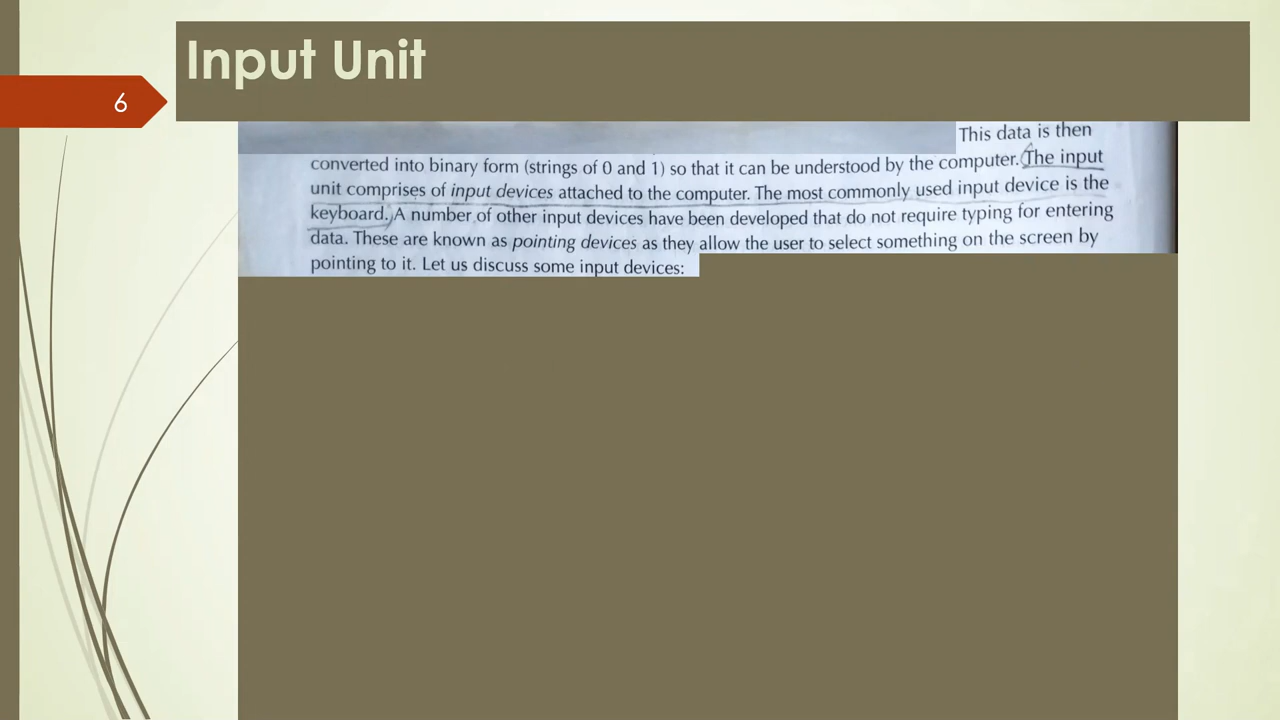 Input Unit
6
This data is then
converted into binary form (strings of 0 and 1) so that it can be understood by the computer. The input
unit comprises of input devices attached to the computer. The most commonly used input device is the
keyboard. A number of other input devices have been developed that do not require typing for entering
data. These are known as pointing devices as they allow the user to select something on the screen by
pointing to it. Let us discuss some input devices: